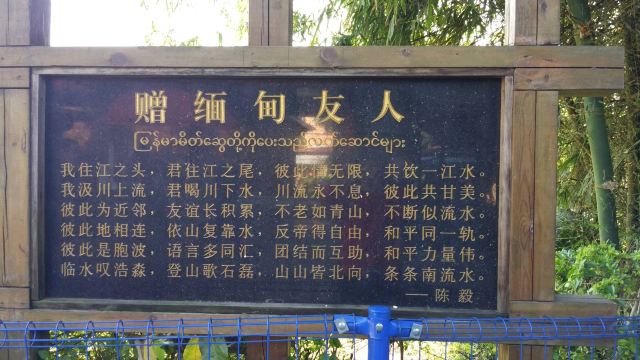 赠缅甸友人
မြန်မာမိတ်ဆွေတို့ကိုပေးသည့်လက်ဆောင်များ
我住江之头，君住江之尾，彼此情无限，共饮一江水。
我汲川上流，君喝川下水，川流永不息，彼此共甘美。
彼此为近邻，友谊长积累，不老如青山，不断似流水。
彼此地相连，依山复靠水，反帝得自由，和平同一轨。
彼此是胞波，语言多同汇，团结而互助，和平力量伟。
临水叹浩淼，登山歌石磊，山山皆北向，条条南流水。
——陈毅